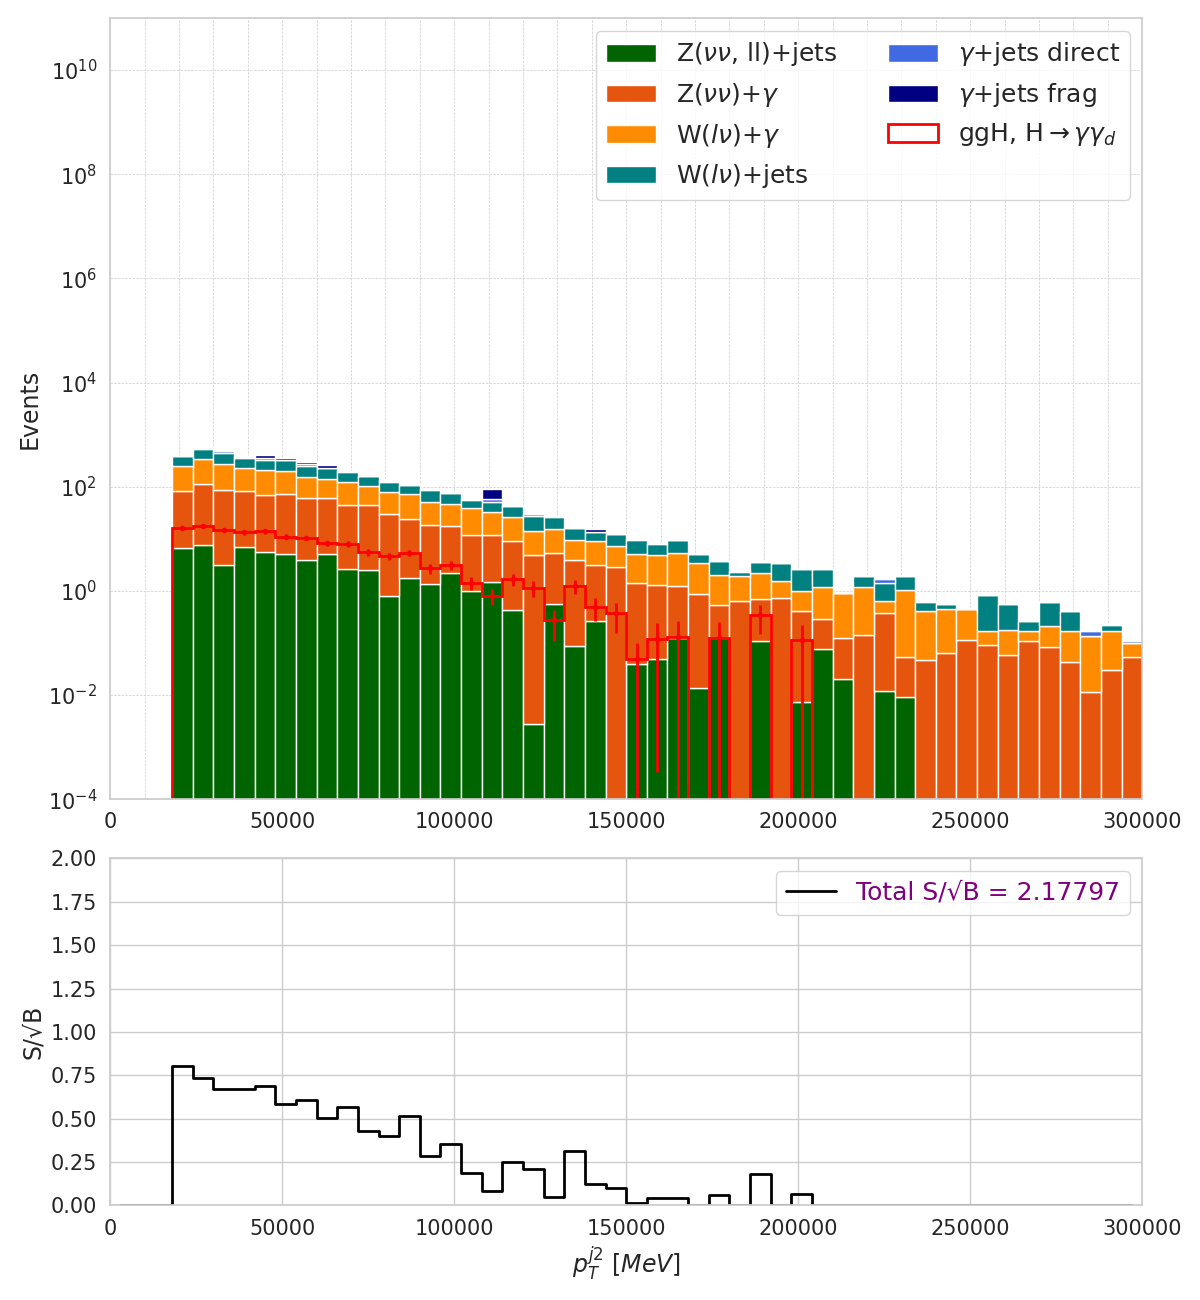 Z(νν, ll)+jets
Z(νν)+γ
W(lν)+γ
W(lν)+jets
γ+jets direct
γ+jets frag
ggH, H→γγ_d
Events
10^10
10^8
10^6
10^4
10^2
10^0
10^−2
10^−4
0 50000 100000 150000 200000 250000 300000
Total S/√B = 2.17797
S/√B
2.00
1.75
1.50
1.25
1.00
0.75
0.50
0.25
0.00
0 50000 100000 150000 200000 250000 300000
p_T^{j2} [MeV]